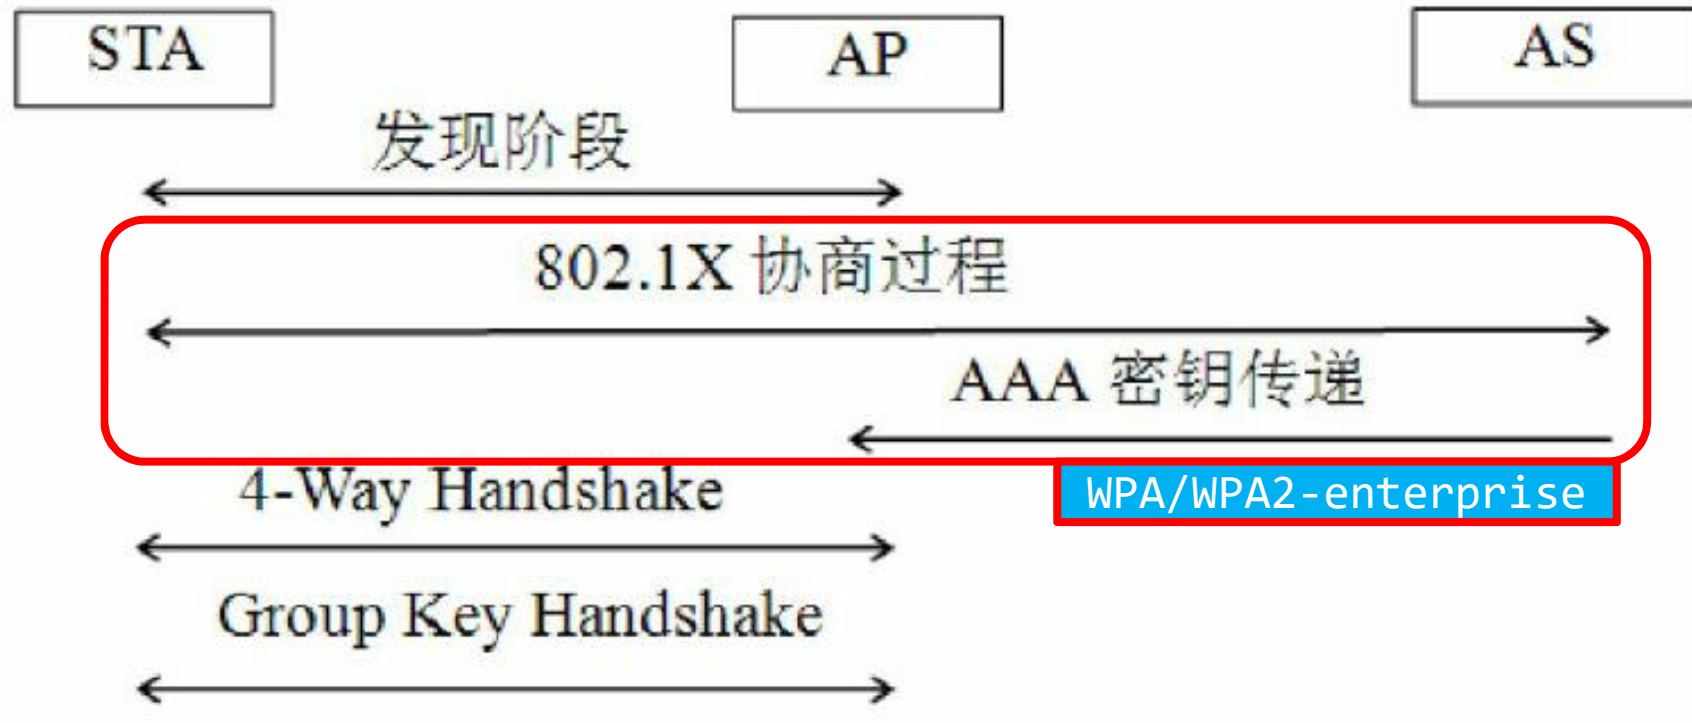 STA
AP
AS
发现阶段
802.1X 协商过程
AAA 密钥传递
4-Way Handshake
WPA/WPA2-enterprise
Group Key Handshake